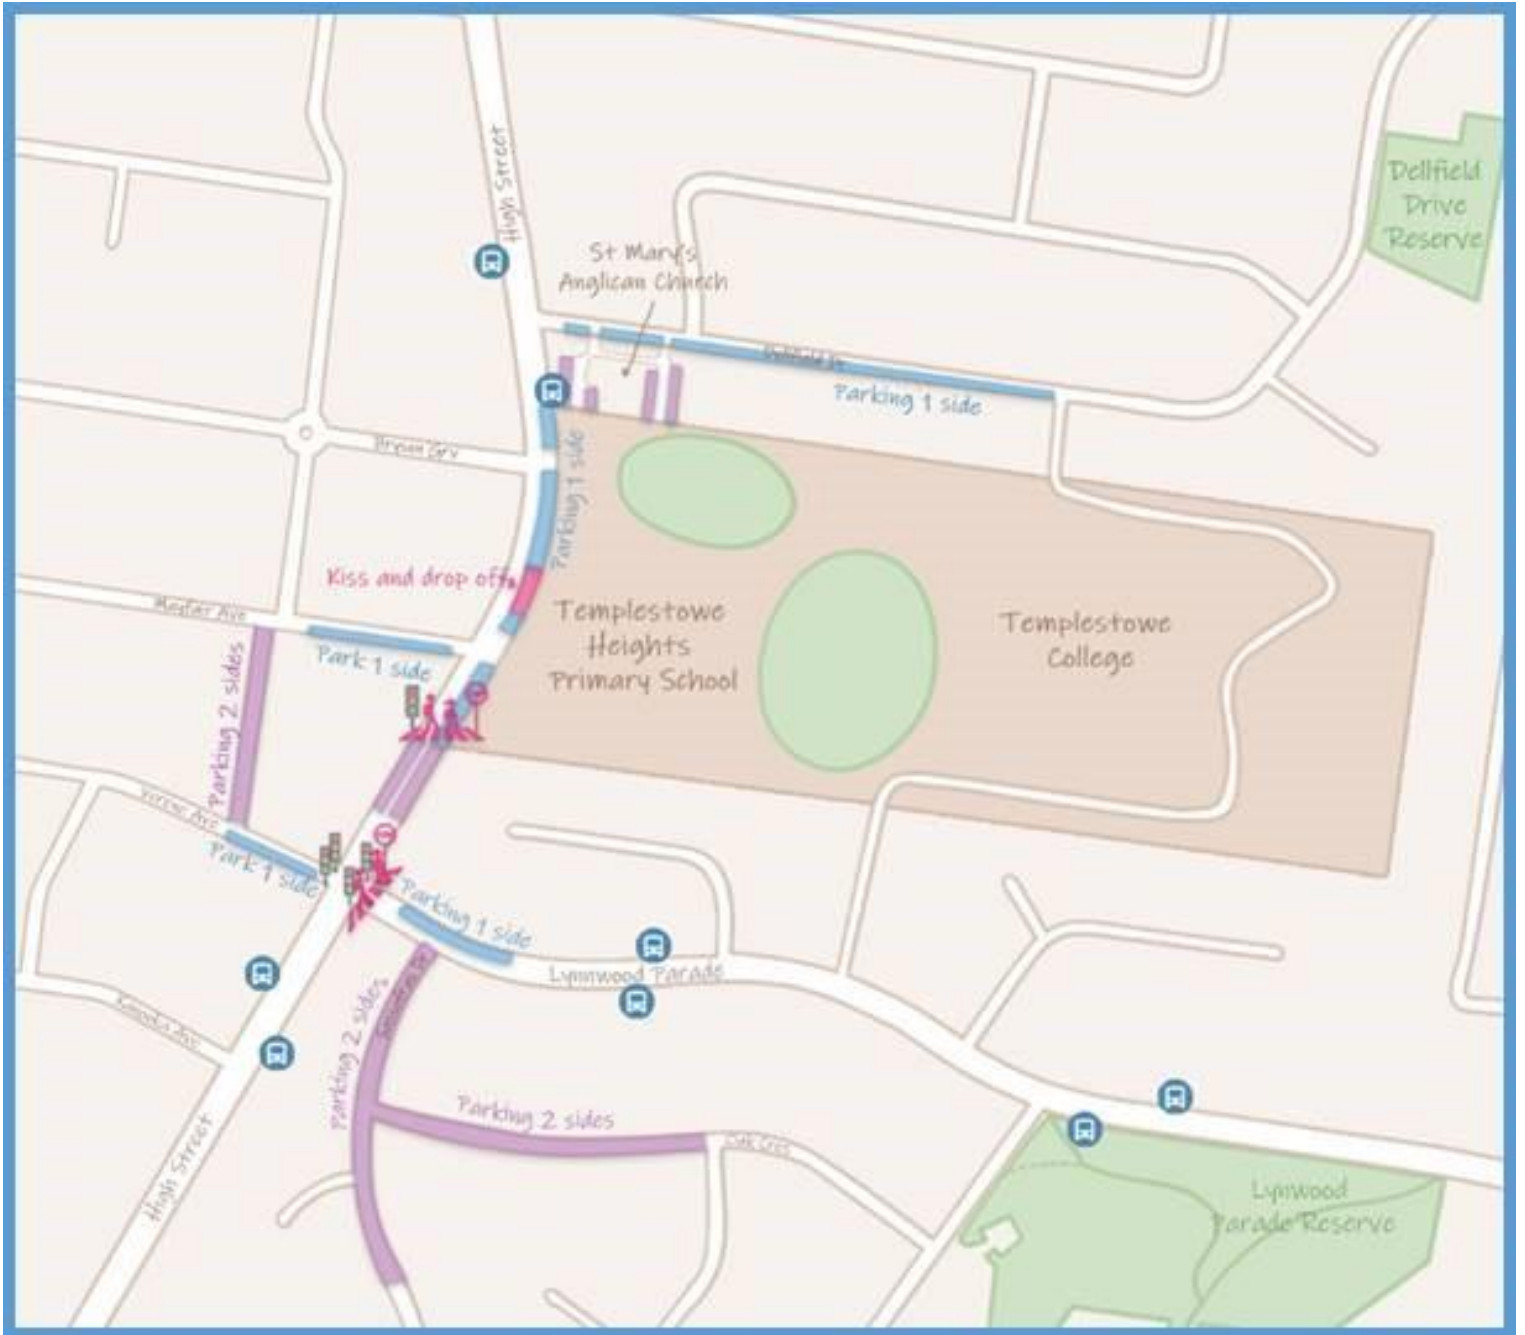 High Street
Dellfield
Drive
Reserve
St Mary's
Anglican Church
Parking 1 side
Parking 1 side
Kiss and drop off
Mayfair Ave
Park 1 side
Templestowe
Heights
Primary School
Templestowe
College
Parking 2 sides
Park 1 side
Parking 1 side
Lynnwood Parade
Parking 2 sides
Parking 2 sides
Oak Cres
High Street
Lynwood
Parade Reserve